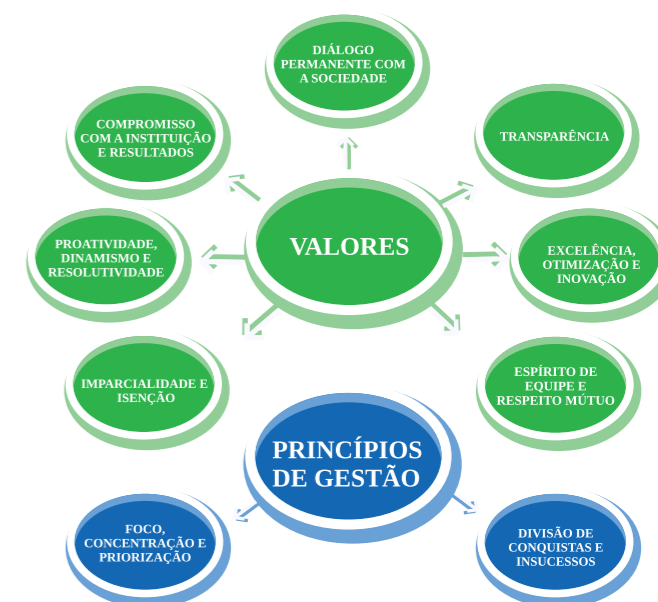 DIÁLOGO
PERMANENTE COM
A SOCIEDADE
COMPROMISSO
COM A INSTITUIÇÃO
E RESULTADOS
TRANSPARÊNCIA
PROATIVIDADE,
DINAMISMO E
RESOLUTIVIDADE
VALORES
EXCELÊNCIA,
OTIMIZAÇÃO E
INOVAÇÃO
IMPARCIALIDADE E
ISENÇÃO
ESPÍRITO DE
EQUIPE E
RESPEITO MÚTUO
PRINCÍPIOS
DE GESTÃO
FOCO,
CONCENTRAÇÃO E
PRIORIZAÇÃO
DIVISÃO DE
CONQUISTAS E
INSUCESSOS